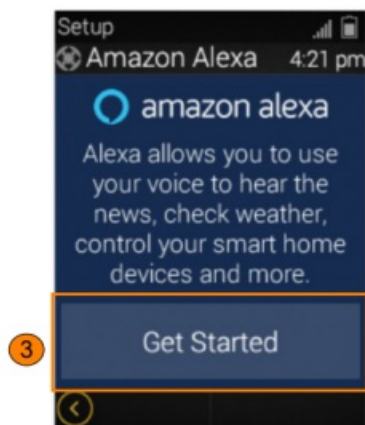 Setup
Amazon Alexa 4:21 pm
amazon alexa
Alexa allows you to use
your voice to hear the
news, check weather,
control your smart home
devices and more.
3 Get Started